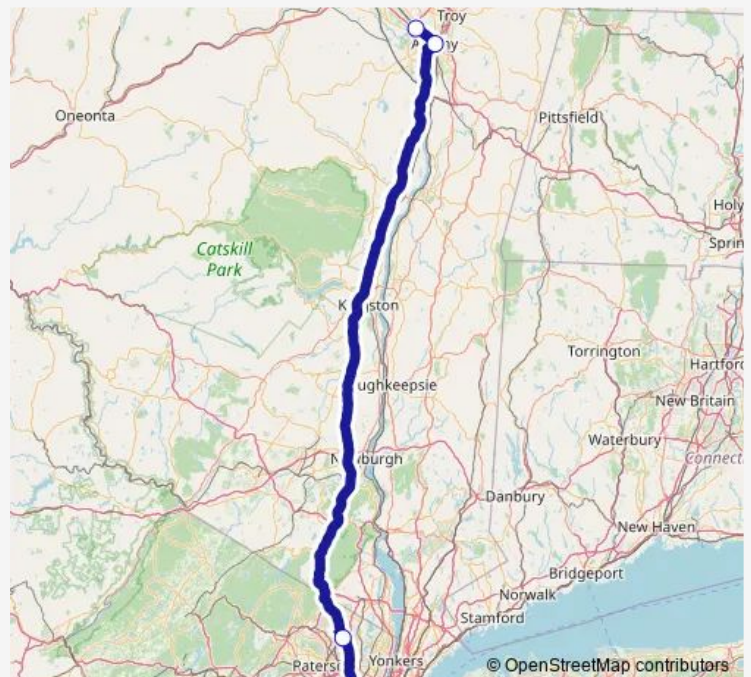 Troy
Oneonta
Pittsfield
Holy
Sprin
Catskill
Park
K
ston
Torrington
Hartford
ughkeepsie
New Britain
Waterbury
Connect
N
burgh
Danbury
New Haven
Bridgeport
Norwalk
Stamford
Paters
Yonkers
© OpenStreetMap contributors